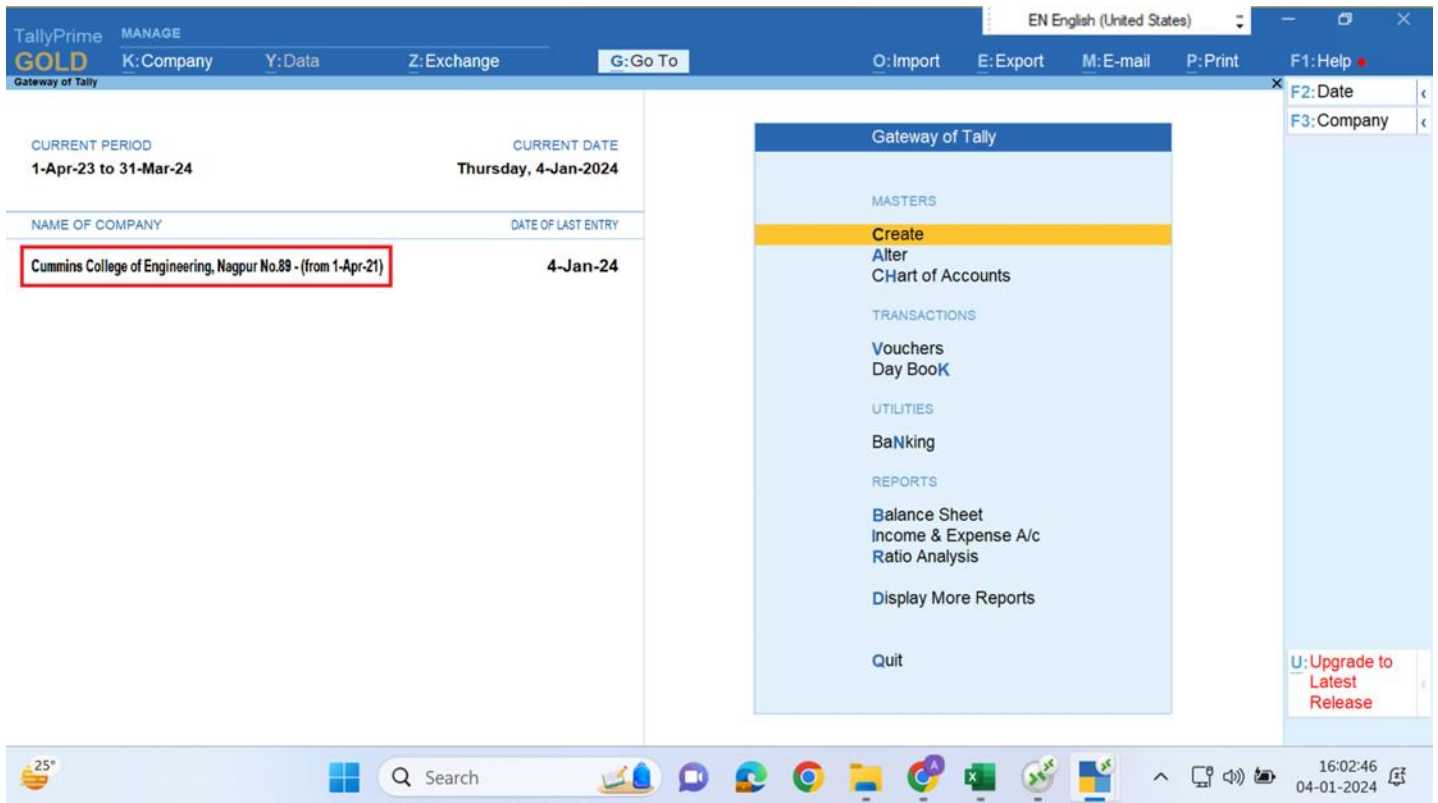 EN English (United States)
TallyPrime MANAGE
GOLD K:Company Y:Data Z:Exchange G:Go To O:Import E:Export M:E-mail P:Print F1:Help
Gateway of Tally
F2:Date
F3:Company
CURRENT PERIOD CURRENT DATE
1-Apr-23 to 31-Mar-24 Thursday, 4-Jan-2024
NAME OF COMPANY DATE OF LAST ENTRY
Cummins College of Engineering, Nagpur No.89 - (from 1-Apr-21) 4-Jan-24
Gateway of Tally
MASTERS
Create
Alter
CHart of Accounts
TRANSACTIONS
Vouchers
Day BooK
UTILITIES
BaNking
REPORTS
Balance Sheet
Income & Expense A/c
Ratio Analysis
Display More Reports
Quit
U:Upgrade to
Latest
Release
25°
Search
16:02:46
04-01-2024